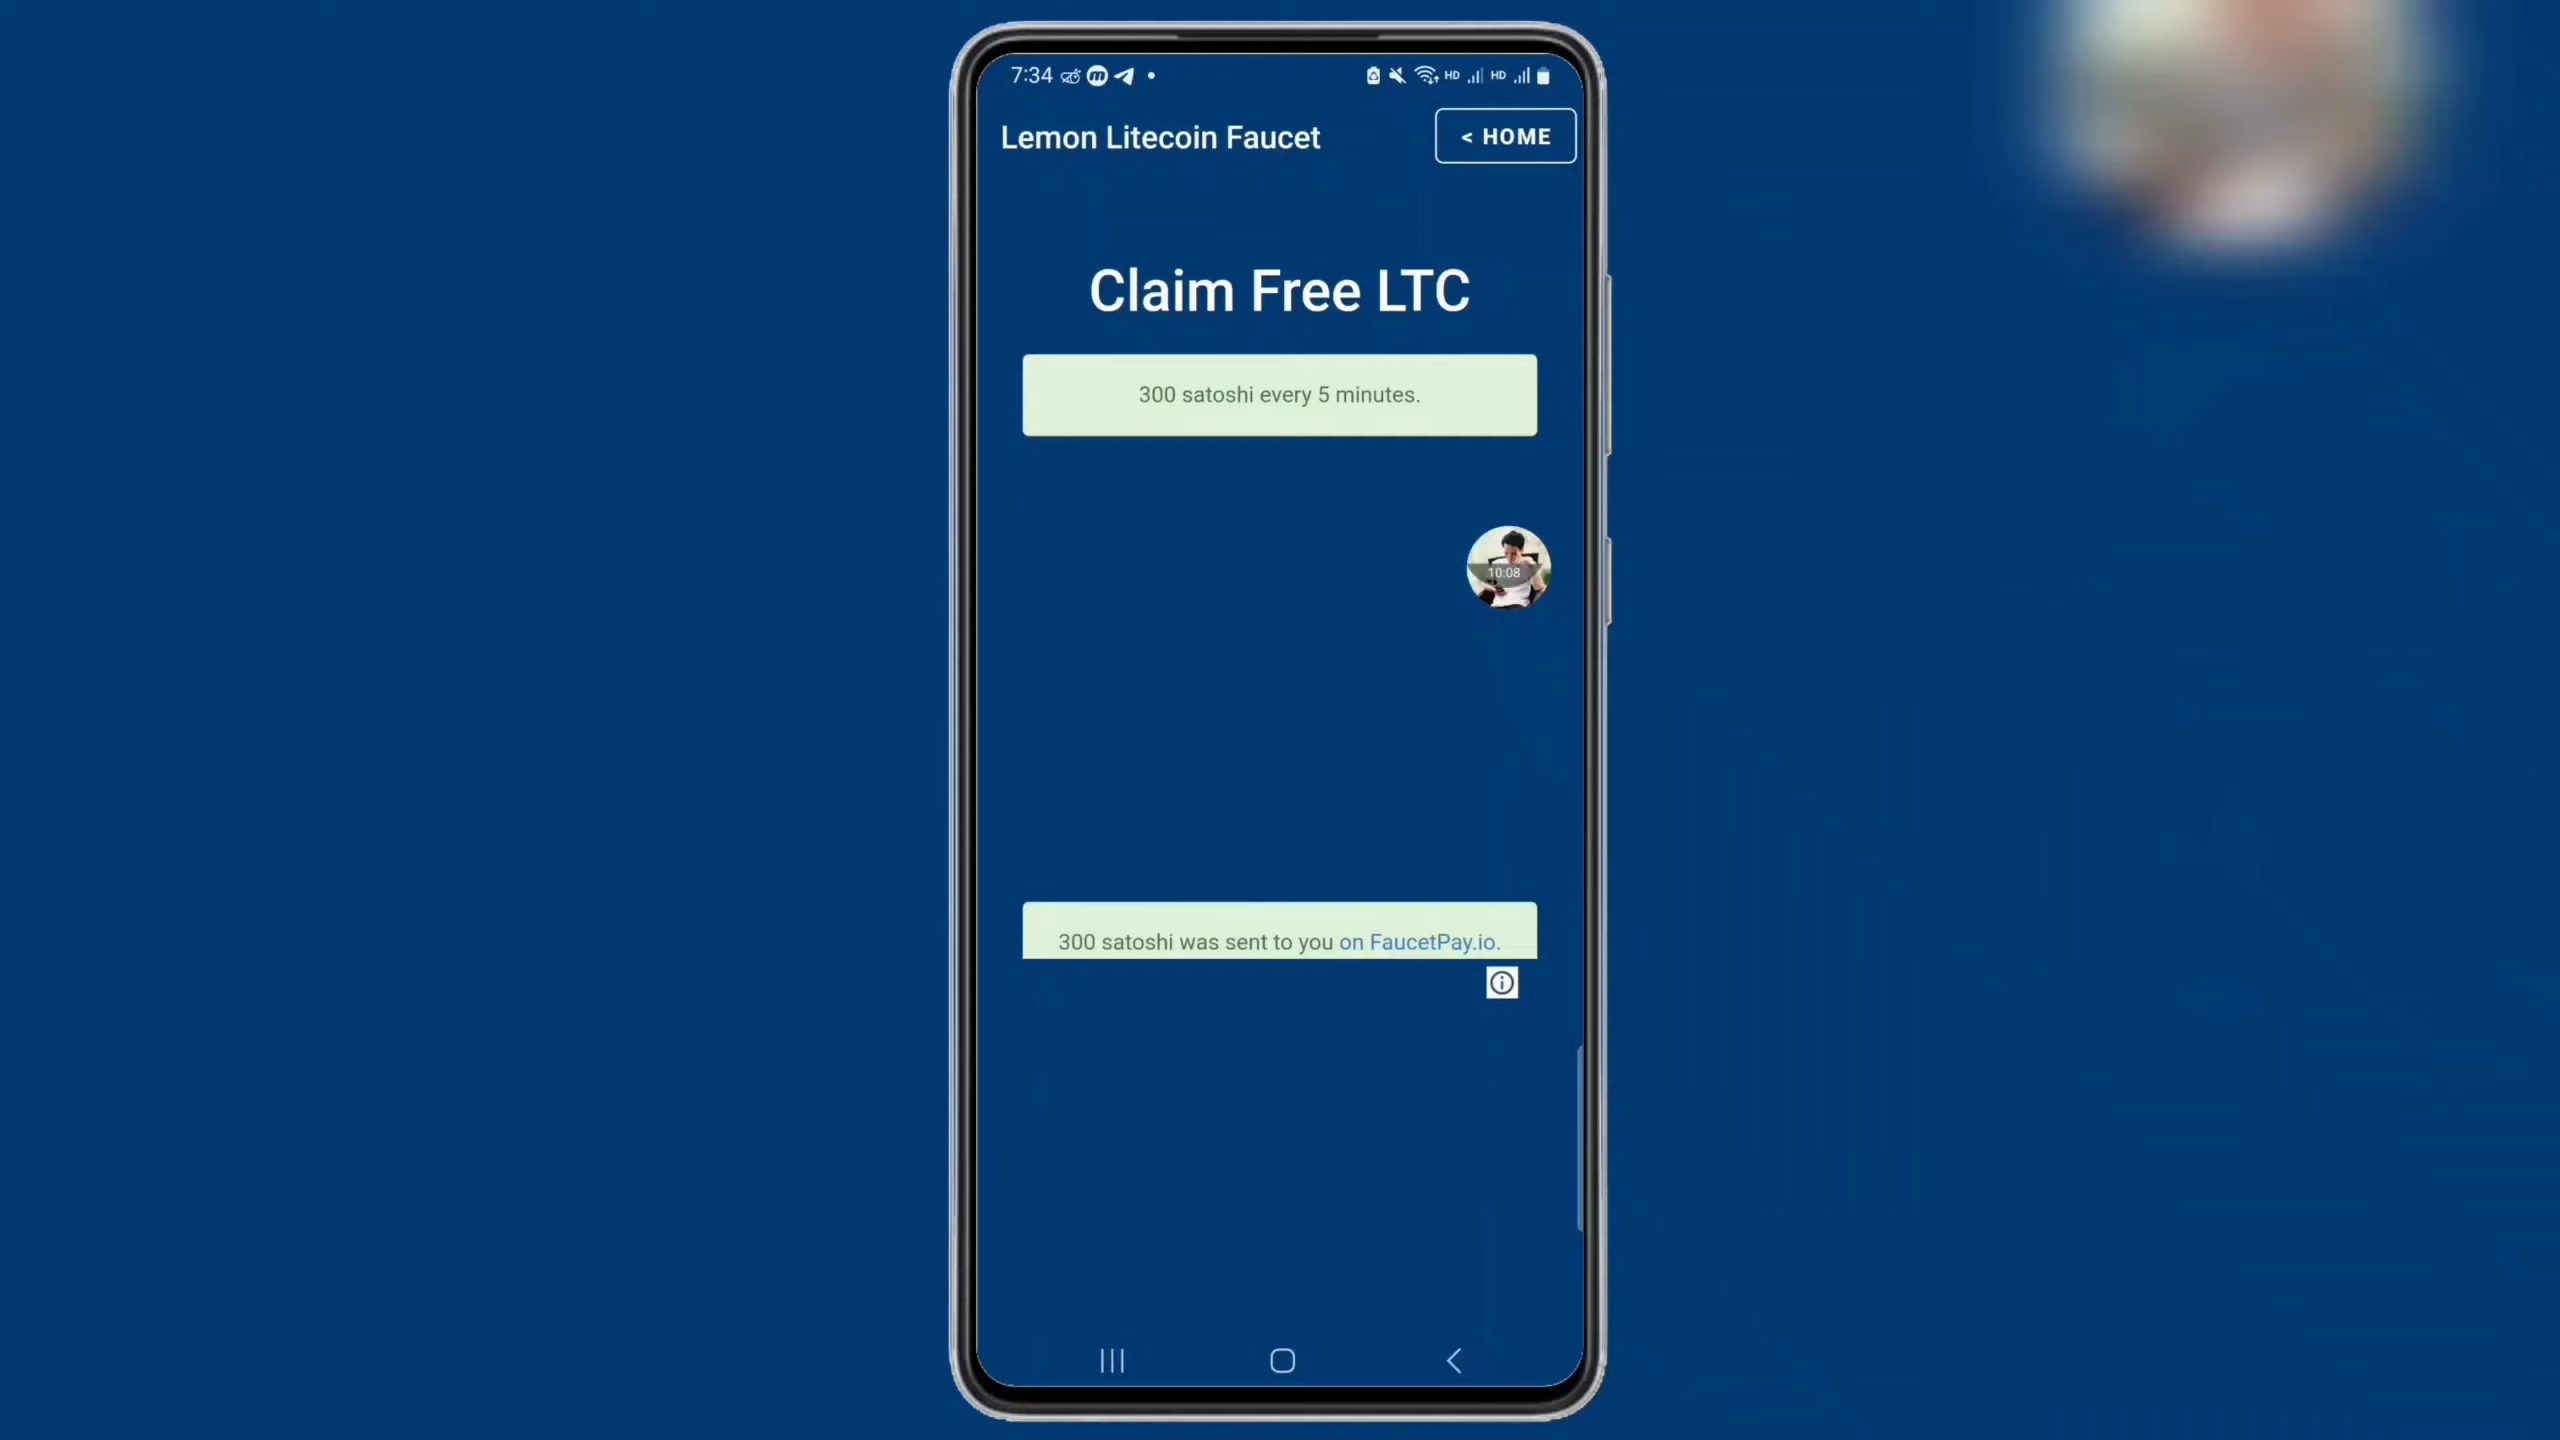 7:34
HD HD
Lemon Litecoin Faucet
< HOME
Claim Free LTC
300 satoshi every 5 minutes.
10:08
300 satoshi was sent to you on FaucetPay.io.